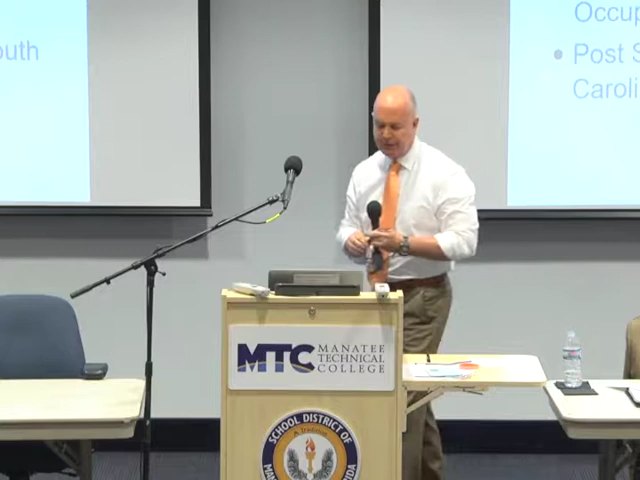 outh
Occup
• Post S
Caroli
MTC MANATEE
TECHNICAL
COLLEGE
SCHOOL DISTRICT OF